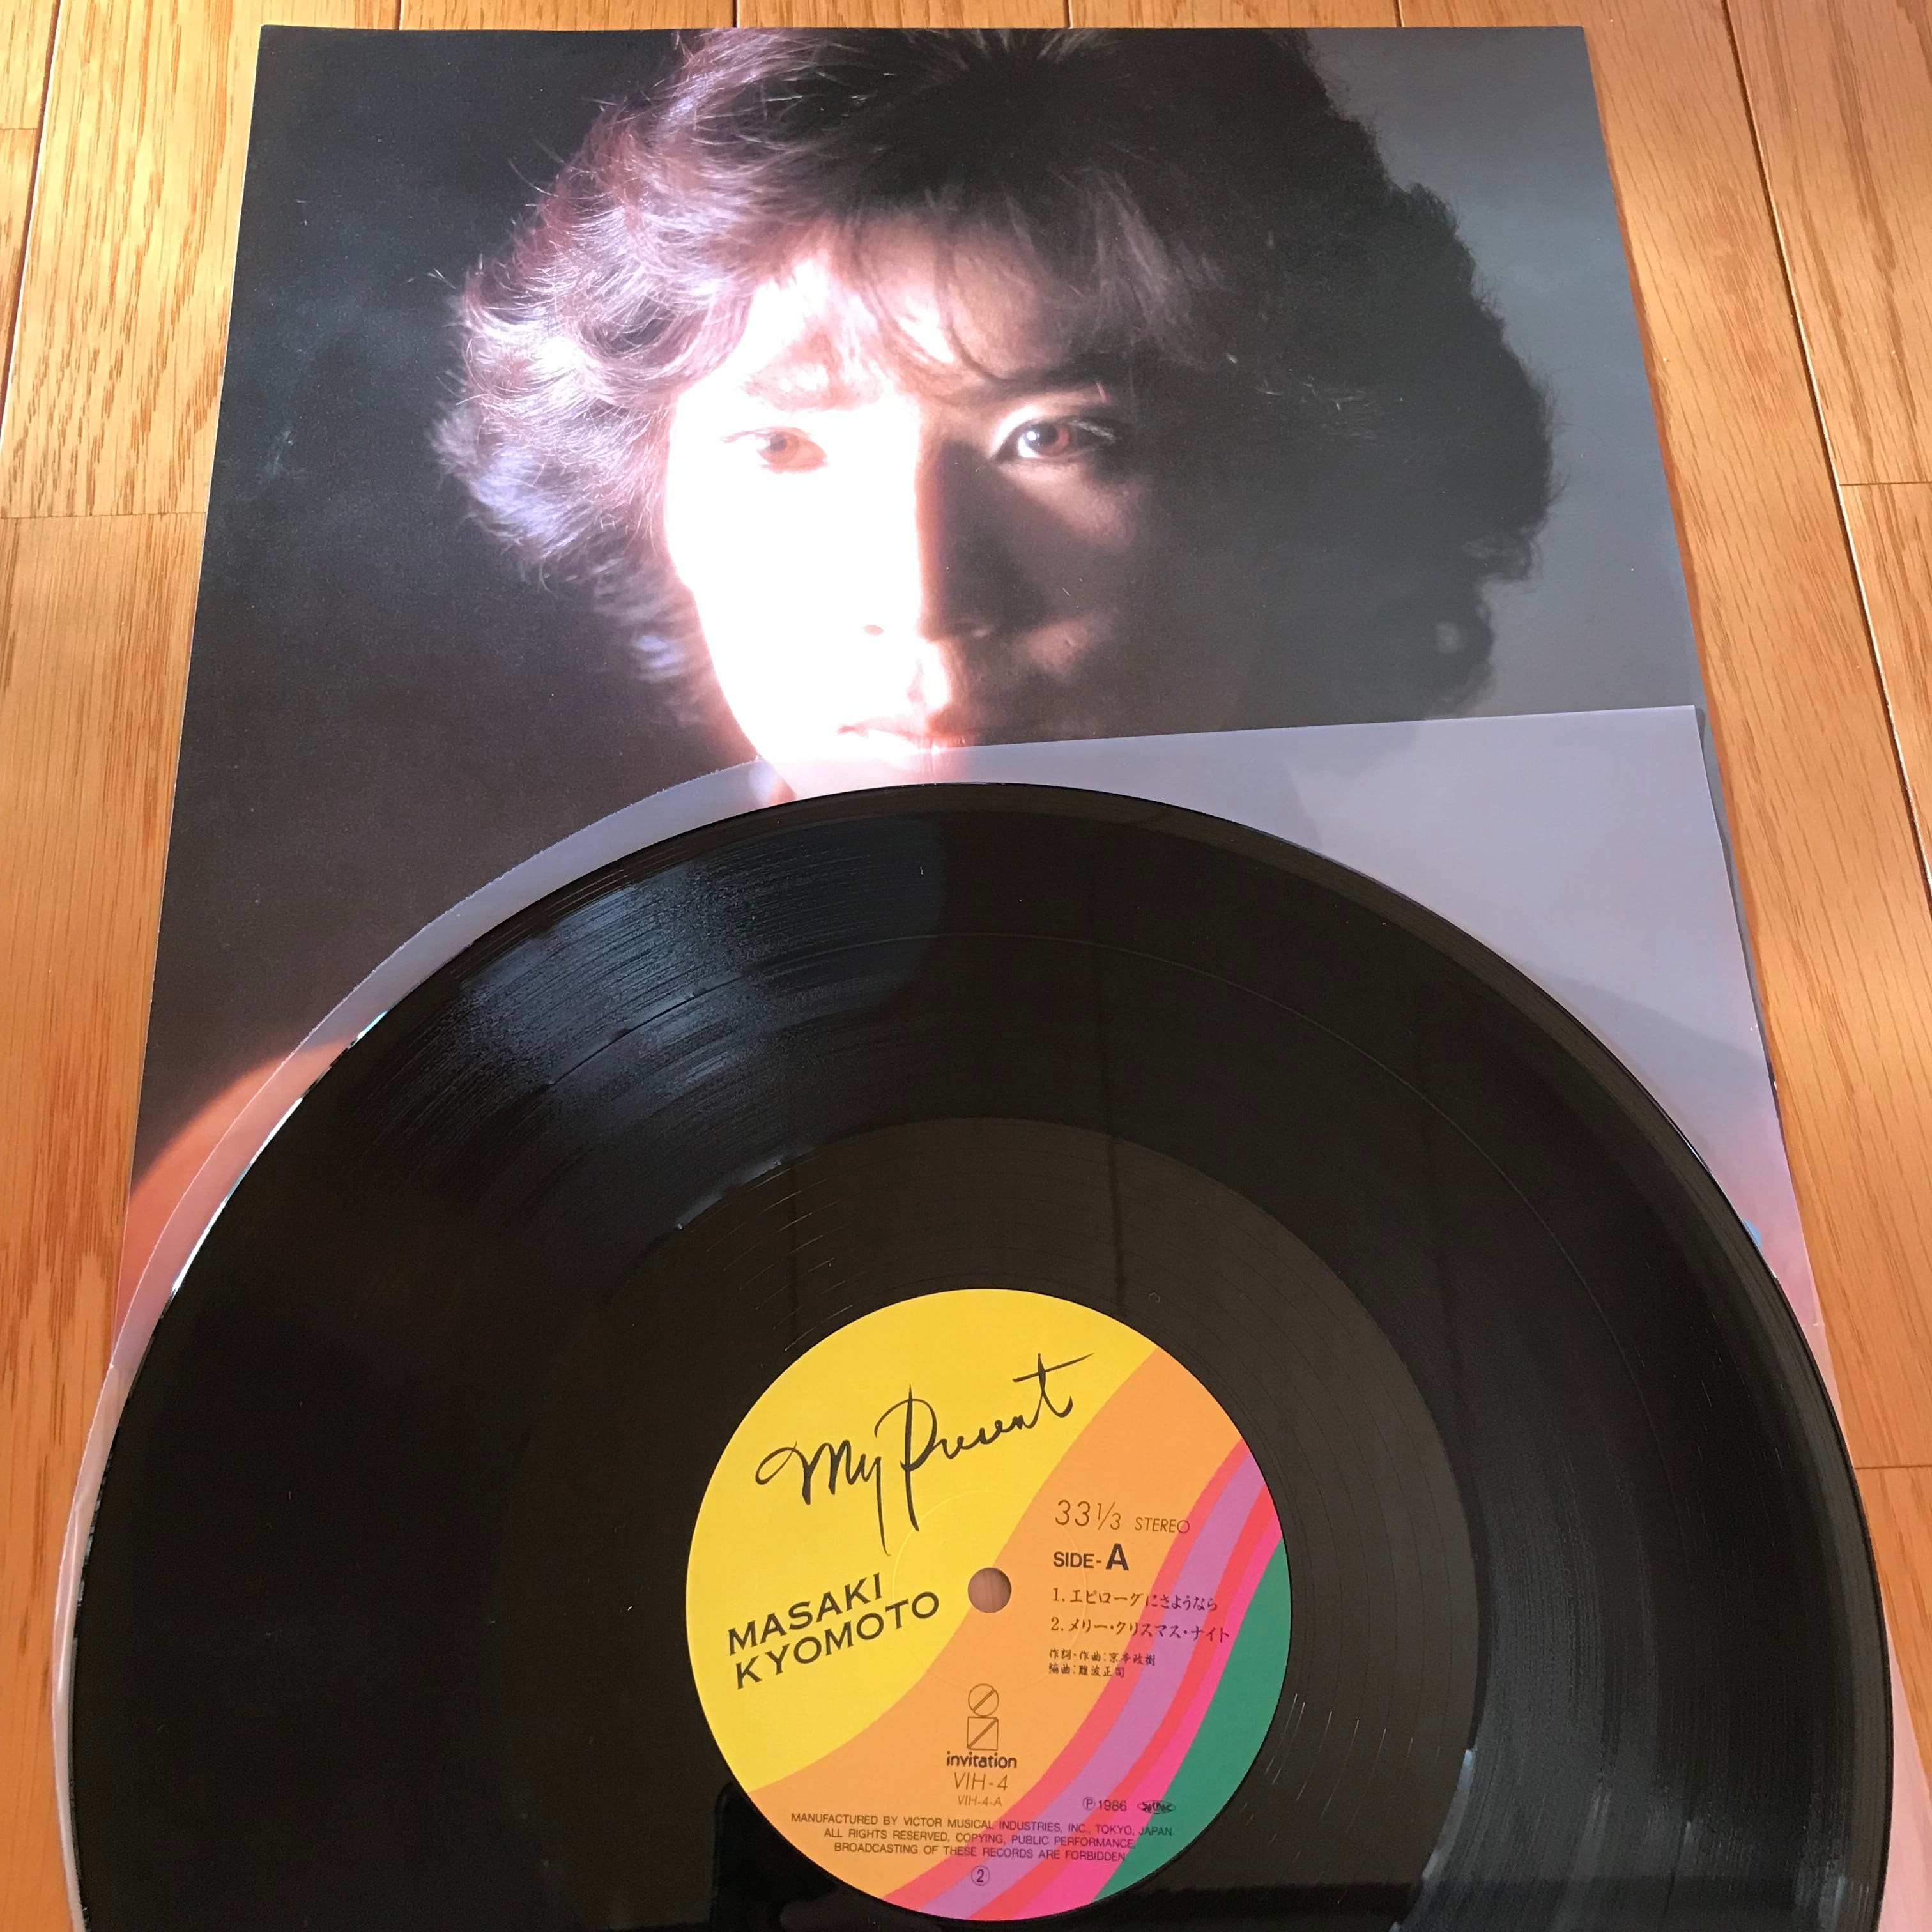 My Present
MASAKI
KYOMOTO
33 1/3 STEREO
SIDE-A
1.エピローグにさようなら
2.メリー・クリスマス・ナイト
作詞・作曲:京本政樹
編曲:難波正司
invitation
VIH-4
VIH-4-A
Ⓟ1986
MANUFACTURED BY VICTOR MUSICAL INDUSTRIES, INC., TOKYO, JAPAN.
ALL RIGHTS RESERVED, COPYING, PUBLIC PERFORMANCE,
BROADCASTING OF THESE RECORDS ARE FORBIDDEN
②